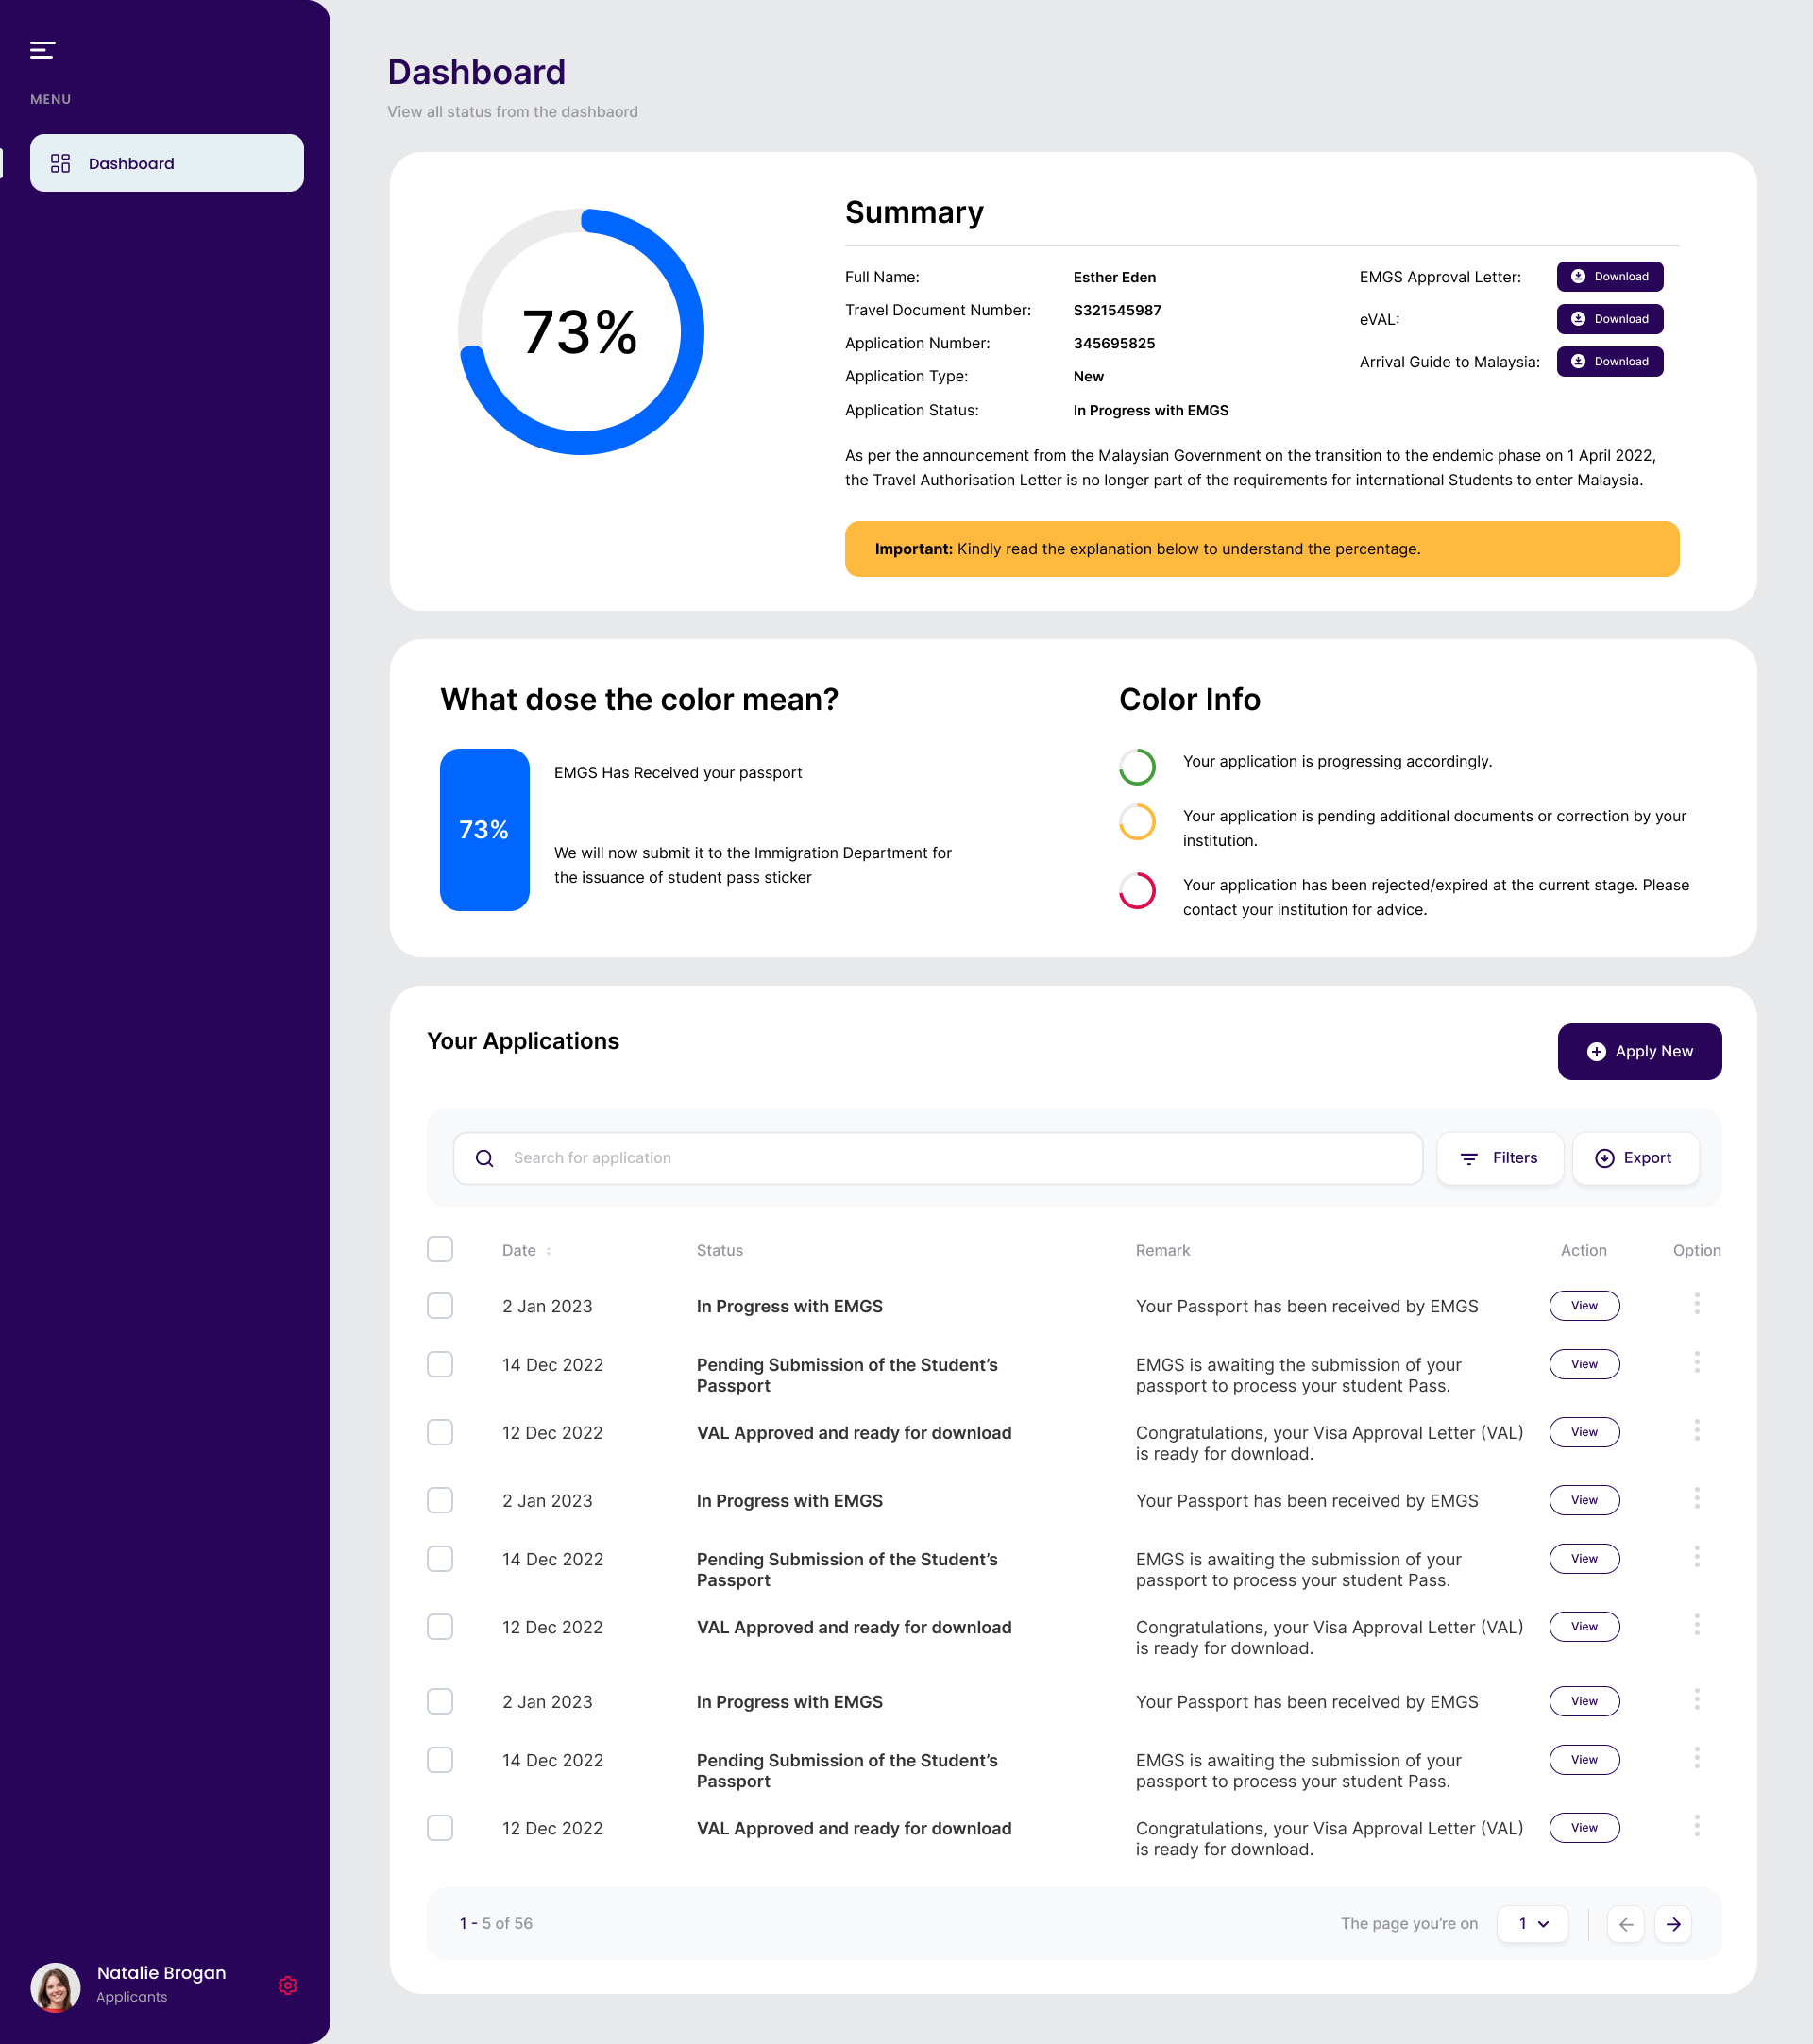 MENU
Dashboard
Natalie Brogan
Applicants
Dashboard
View all status from the dashbaord
73%
Summary
Full Name: Esther Eden
Travel Document Number: S321545987
Application Number: 345695825
Application Type: New
Application Status: In Progress with EMGS
EMGS Approval Letter: Download
eVAL: Download
Arrival Guide to Malaysia: Download
As per the announcement from the Malaysian Government on the transition to the endemic phase on 1 April 2022,
the Travel Authorisation Letter is no longer part of the requirements for international Students to enter Malaysia.
Important: Kindly read the explanation below to understand the percentage.
What dose the color mean?
73%
EMGS Has Received your passport
We will now submit it to the Immigration Department for
the issuance of student pass sticker
Color Info
Your application is progressing accordingly.
Your application is pending additional documents or correction by your
institution.
Your application has been rejected/expired at the current stage. Please
contact your institution for advice.
Your Applications
Apply New
Search for application
Filters
Export
Date Status Remark Action Option
2 Jan 2023 In Progress with EMGS Your Passport has been received by EMGS View
14 Dec 2022 Pending Submission of the Student’s EMGS is awaiting the submission of your View
Passport passport to process your student Pass.
12 Dec 2022 VAL Approved and ready for download Congratulations, your Visa Approval Letter (VAL) View
is ready for download.
2 Jan 2023 In Progress with EMGS Your Passport has been received by EMGS View
14 Dec 2022 Pending Submission of the Student’s EMGS is awaiting the submission of your View
Passport passport to process your student Pass.
12 Dec 2022 VAL Approved and ready for download Congratulations, your Visa Approval Letter (VAL) View
is ready for download.
2 Jan 2023 In Progress with EMGS Your Passport has been received by EMGS View
14 Dec 2022 Pending Submission of the Student’s EMGS is awaiting the submission of your View
Passport passport to process your student Pass.
12 Dec 2022 VAL Approved and ready for download Congratulations, your Visa Approval Letter (VAL) View
is ready for download.
1 - 5 of 56
The page you’re on 1